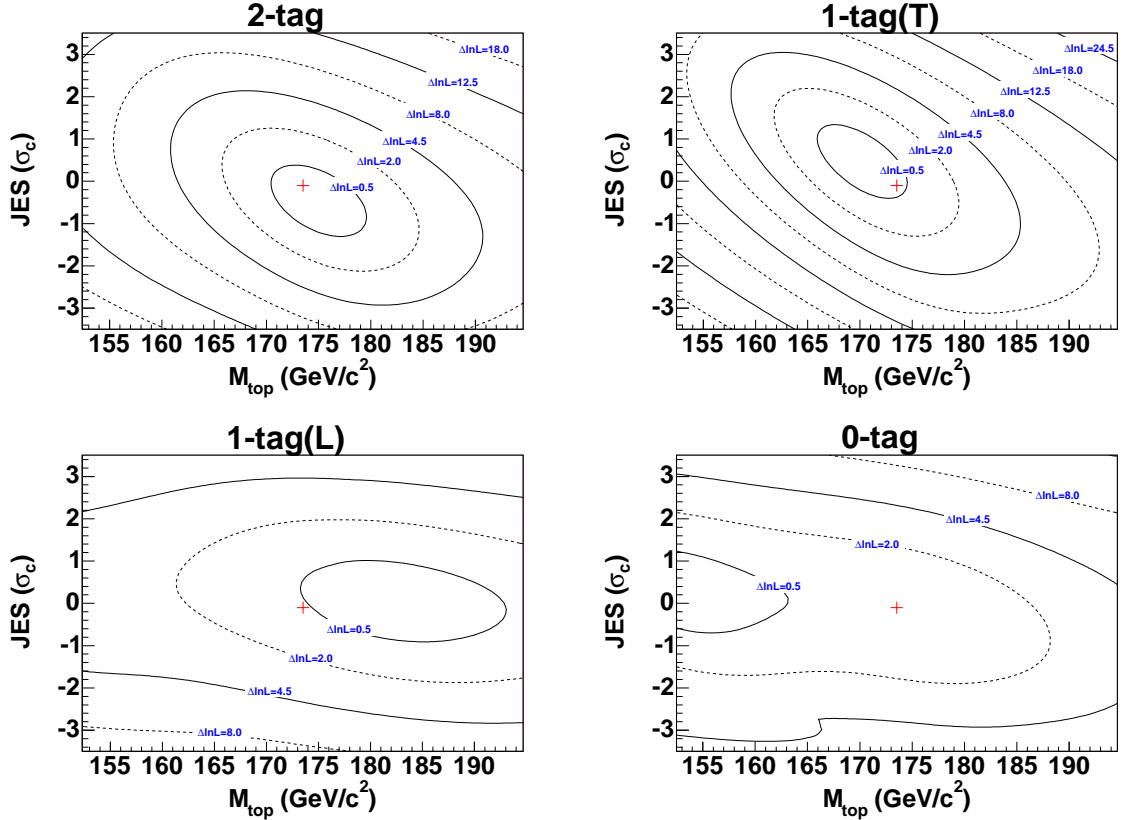 2-tag
ΔlnL=18.0
ΔlnL=12.5
ΔlnL=8.0
ΔlnL=4.5
ΔlnL=2.0
ΔlnL=0.5
3
2
1
0
-1
-2
-3
JES (σc)
155 160 165 170 175 180 185 190
Mtop (GeV/c2)
1-tag(T)
ΔlnL=24.5
ΔlnL=18.0
ΔlnL=12.5
ΔlnL=8.0
ΔlnL=4.5
ΔlnL=2.0
ΔlnL=0.5
3
2
1
0
-1
-2
-3
JES (σc)
155 160 165 170 175 180 185 190
Mtop (GeV/c2)
1-tag(L)
ΔlnL=0.5
ΔlnL=2.0
ΔlnL=4.5
ΔlnL=8.0
3
2
1
0
-1
-2
-3
JES (σc)
155 160 165 170 175 180 185 190
Mtop (GeV/c2)
0-tag
ΔlnL=8.0
ΔlnL=4.5
ΔlnL=2.0
ΔlnL=0.5
3
2
1
0
-1
-2
-3
JES (σc)
155 160 165 170 175 180 185 190
Mtop (GeV/c2)